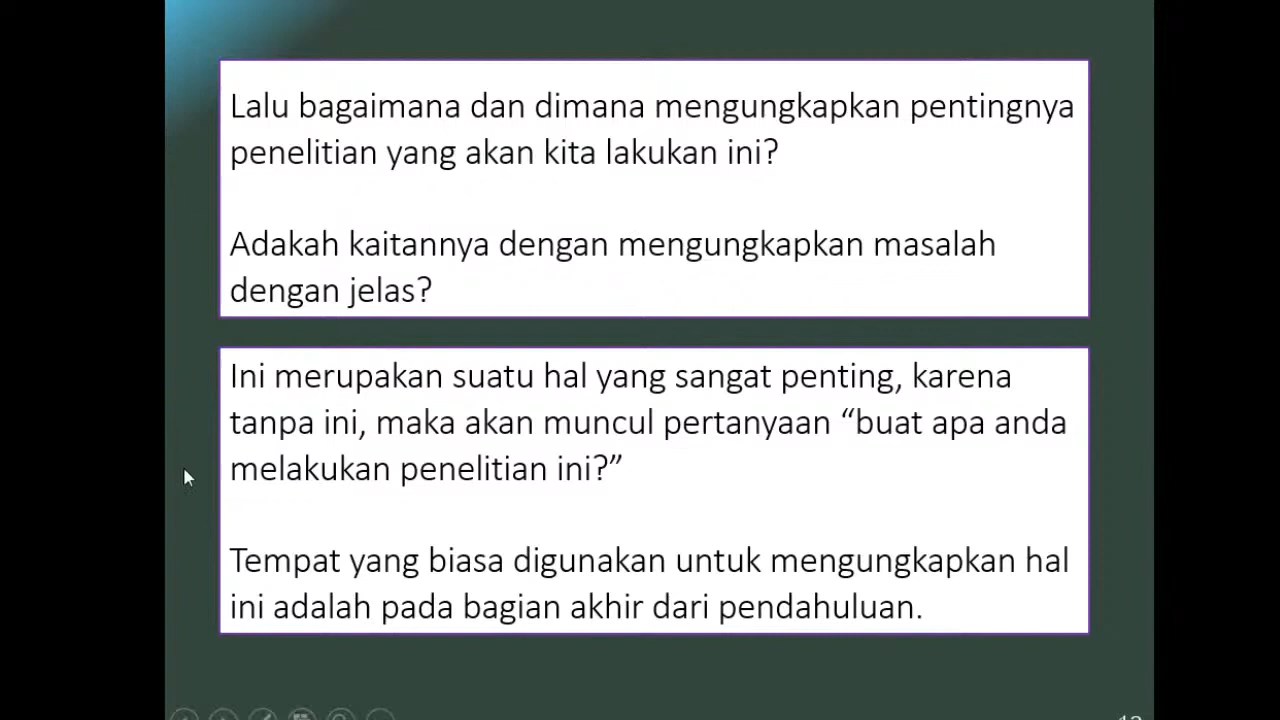 Lalu bagaimana dan dimana mengungkapkan pentingnya
penelitian yang akan kita lakukan ini?
Adakah kaitannya dengan mengungkapkan masalah
dengan jelas?
Ini merupakan suatu hal yang sangat penting, karena
tanpa ini, maka akan muncul pertanyaan “buat apa anda
melakukan penelitian ini?”
Tempat yang biasa digunakan untuk mengungkapkan hal
ini adalah pada bagian akhir dari pendahuluan.